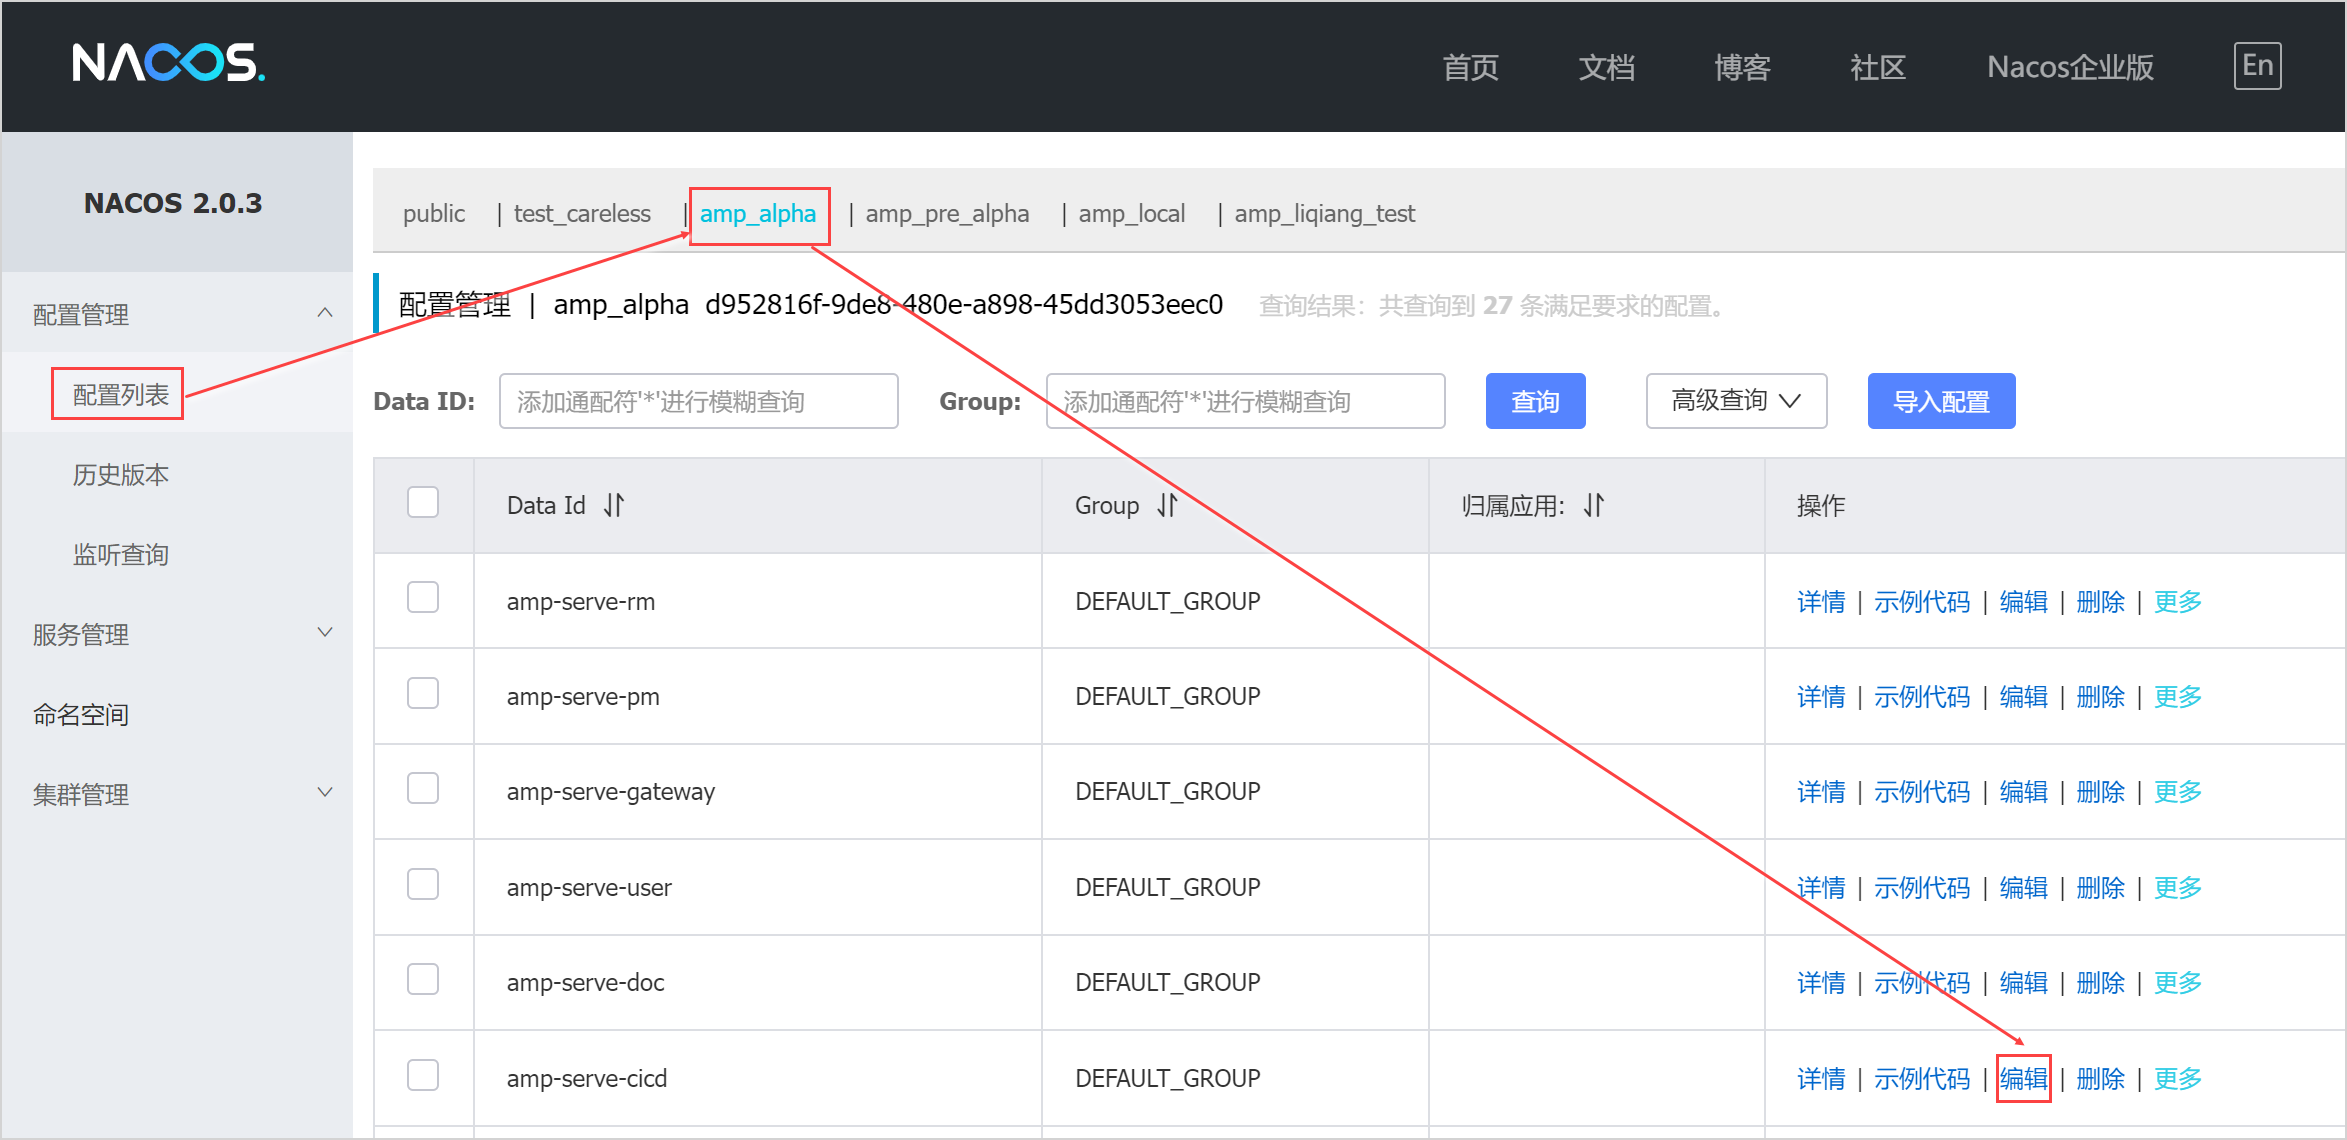 NACOS.
首页 文档 博客 社区 Nacos企业版 En
NACOS 2.0.3
配置管理
配置列表
历史版本
监听查询
服务管理
命名空间
集群管理
public | test_careless | amp_alpha | amp_pre_alpha | amp_local | amp_liqiang_test
配置管理 | amp_alpha d952816f-9de8-480e-a898-45dd3053eec0 查询结果：共查询到 27 条满足要求的配置。
Data ID: 添加通配符'*'进行模糊查询 Group: 添加通配符'*'进行模糊查询 查询 高级查询 导入配置
Data Id Group 归属应用: 操作
amp-serve-rm DEFAULT_GROUP 详情 | 示例代码 | 编辑 | 删除 | 更多
amp-serve-pm DEFAULT_GROUP 详情 | 示例代码 | 编辑 | 删除 | 更多
amp-serve-gateway DEFAULT_GROUP 详情 | 示例代码 | 编辑 | 删除 | 更多
amp-serve-user DEFAULT_GROUP 详情 | 示例代码 | 编辑 | 删除 | 更多
amp-serve-doc DEFAULT_GROUP 详情 | 示例代码 | 编辑 | 删除 | 更多
amp-serve-cicd DEFAULT_GROUP 详情 | 示例代码 | 编辑 | 删除 | 更多